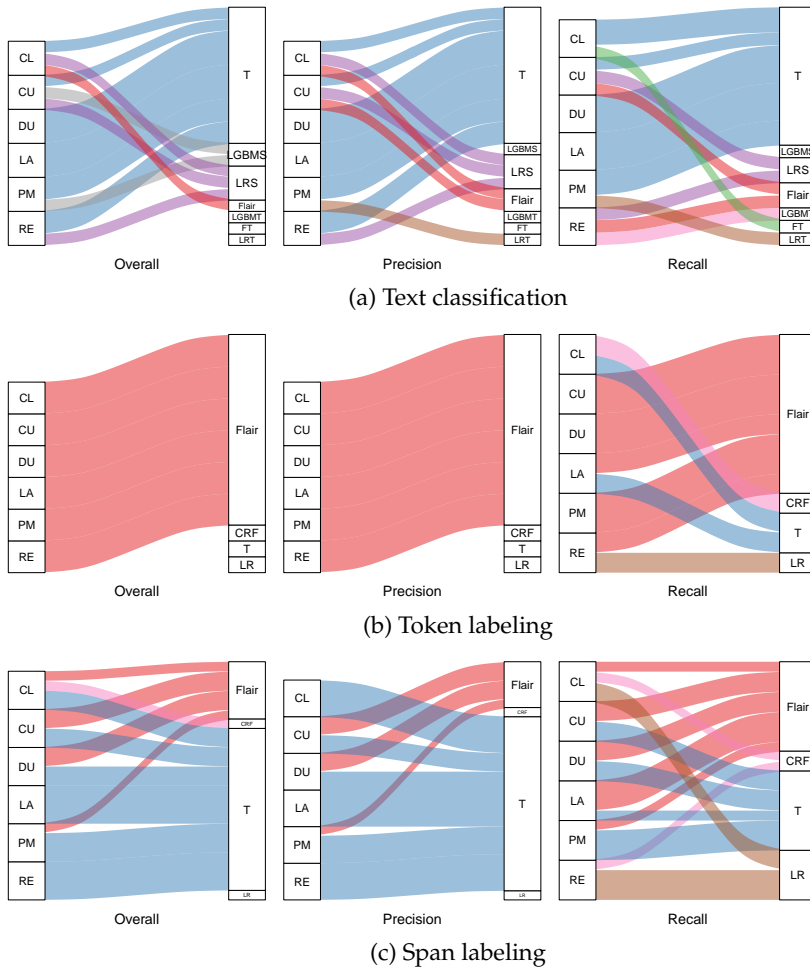 CL
CU
DU
LA
PM
RE
T
LGBMS
LRS
Flair
LGBMT
FT
LRT
Overall
CL
CU
DU
LA
PM
RE
T
LGBMS
LRS
Flair
LGBMT
FT
LRT
Precision
CL
CU
DU
LA
PM
RE
T
LGBMS
LRS
Flair
LGBMT
FT
LRT
Recall
(a) Text classification
CL
CU
DU
LA
PM
RE
Flair
CRF
T
LR
Overall
CL
CU
DU
LA
PM
RE
Flair
CRF
T
LR
Precision
CL
CU
DU
LA
PM
RE
Flair
CRF
T
LR
Recall
(b) Token labeling
CL
CU
DU
LA
PM
RE
Flair
CRF
T
LR
Overall
CL
CU
DU
LA
PM
RE
Flair
CRF
T
LR
Precision
CL
CU
DU
LA
PM
RE
Flair
CRF
T
LR
Recall
(c) Span labeling